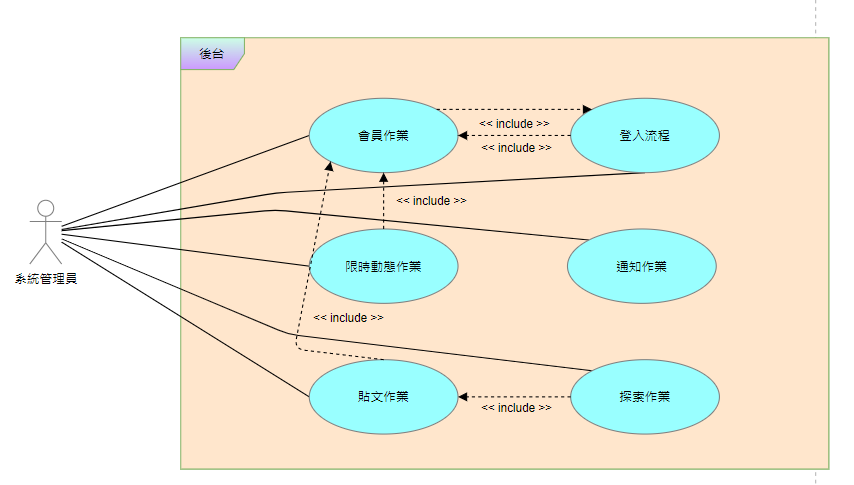 後台
會員作業
<< include >>
登入流程
<< include >>
<< include >>
系統管理員
限時動態作業
通知作業
<< include >>
貼文作業
<< include >>
探索作業